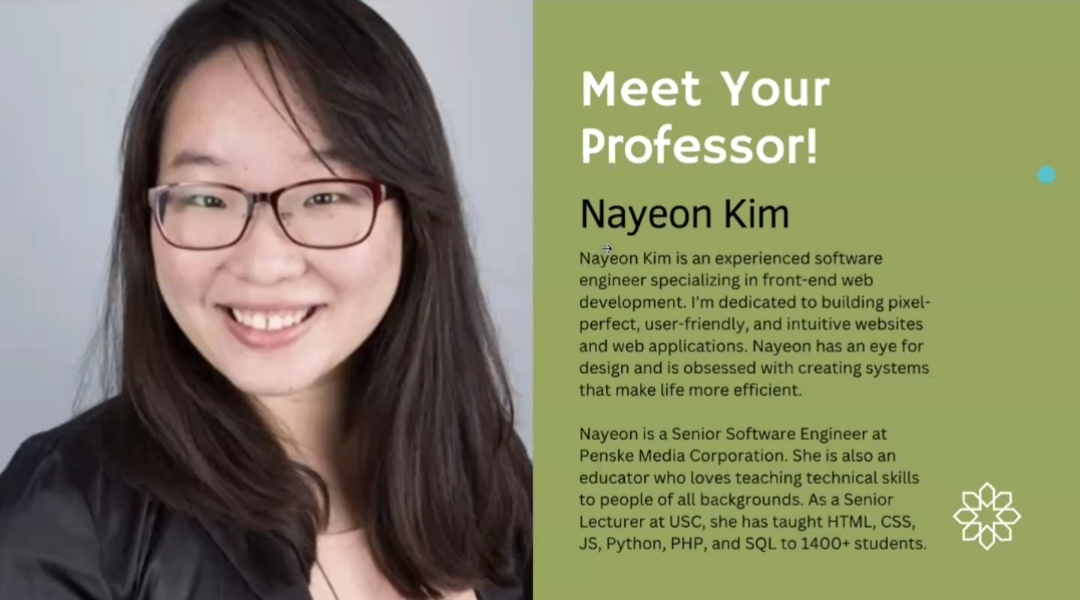 Meet Your
Professor!
Nayeon Kim
Nayeon Kim is an experienced software
engineer specializing in front-end web
development. I'm dedicated to building pixel-
perfect, user-friendly, and intuitive websites
and web applications. Nayeon has an eye for
design and is obsessed with creating systems
that make life more efficient.
Nayeon is a Senior Software Engineer at
Penske Media Corporation. She is also an
educator who loves teaching technical skills
to people of all backgrounds. As a Senior
Lecturer at USC, she has taught HTML, CSS,
JS, Python, PHP, and SQL to 1400+ students.